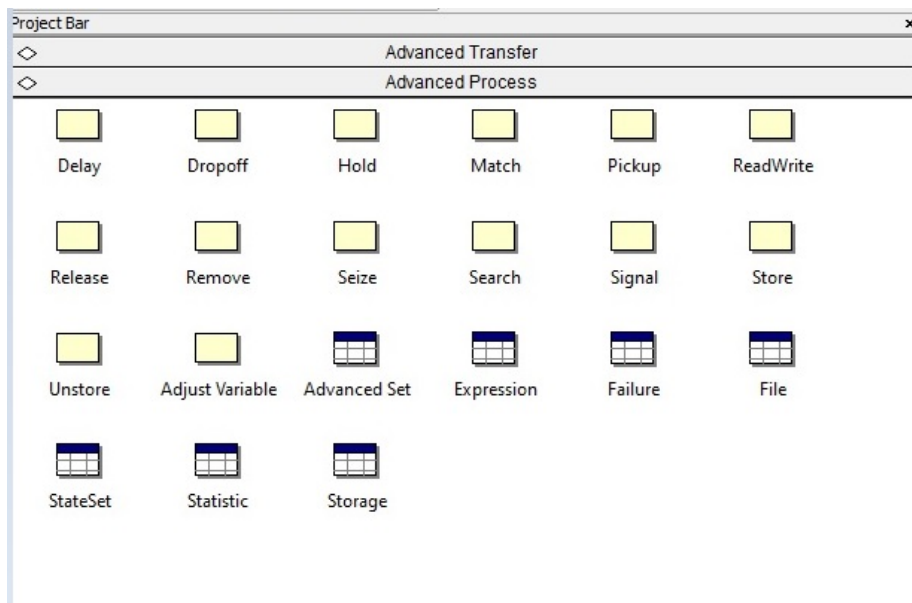 Project Bar
Advanced Transfer
Advanced Process
Delay Dropoff Hold Match Pickup ReadWrite
Release Remove Seize Search Signal Store
Unstore Adjust Variable Advanced Set Expression Failure File
StateSet Statistic Storage